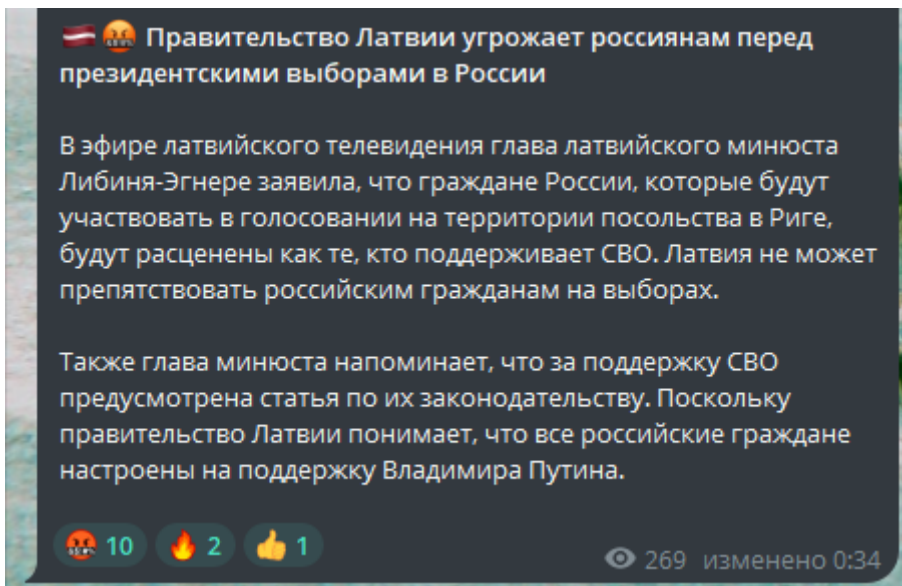 🇱🇻🤬 Правительство Латвии угрожает россиянам перед
президентскими выборами в России
В эфире латвийского телевидения глава латвийского минюста
Либиня-Эгнере заявила, что граждане России, которые будут
участвовать в голосовании на территории посольства в Риге,
будут расценены как те, кто поддерживает СВО. Латвия не может
препятствовать российским гражданам на выборах.
Также глава минюста напоминает, что за поддержку СВО
предусмотрена статья по их законодательству. Поскольку
правительство Латвии понимает, что все российские граждане
настроены на поддержку Владимира Путина.
🤬 10 🔥 2 👍 1
269 изменено 0:34